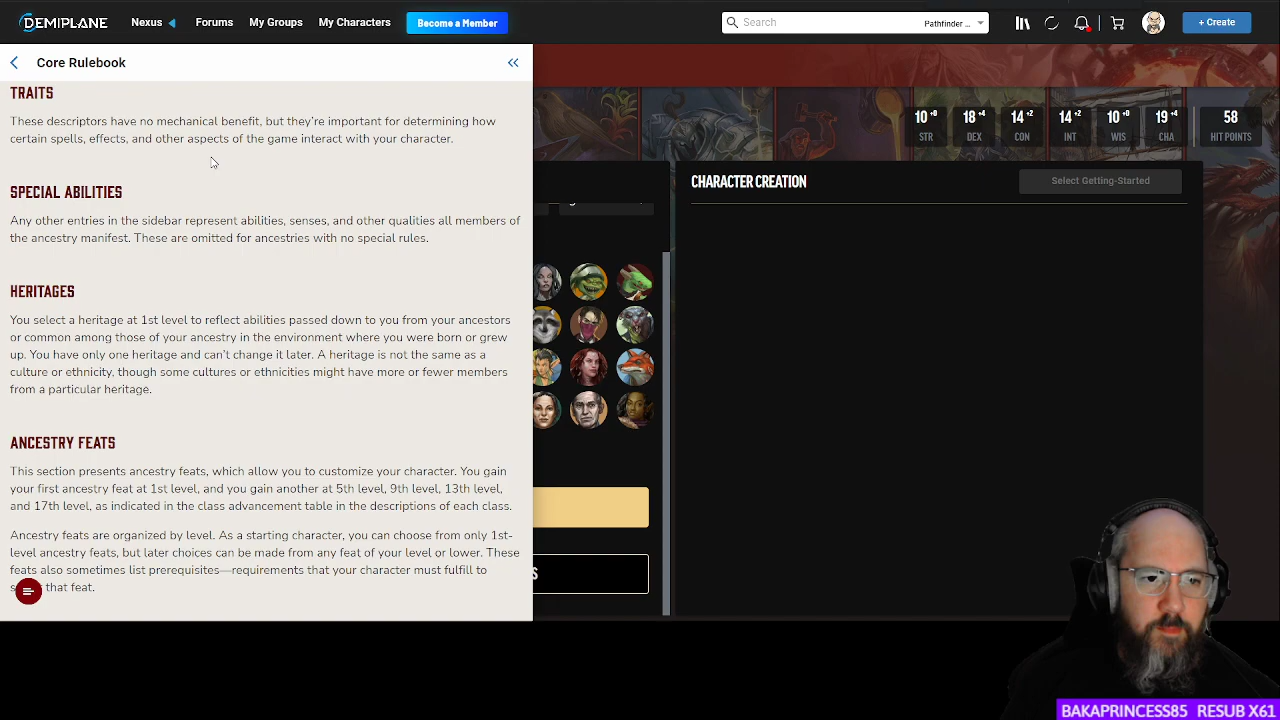 DEMIPLANE
Nexus
Forums
My Groups
My Characters
Become a Member
Search
Pathfinder ...
+ Create
Core Rulebook
TRAITS
These descriptors have no mechanical benefit, but they're important for determining how
certain spells, effects, and other aspects of the game interact with your character.
SPECIAL ABILITIES
Any other entries in the sidebar represent abilities, senses, and other qualities all members of
the ancestry manifest. These are omitted for ancestries with no special rules.
HERITAGES
You select a heritage at 1st level to reflect abilities passed down to you from your ancestors
or common among those of your ancestry in the environment where you were born or grew
up. You have only one heritage and can't change it later. A heritage is not the same as a
culture or ethnicity, though some cultures or ethnicities might have more or fewer members
from a particular heritage.
ANCESTRY FEATS
This section presents ancestry feats, which allow you to customize your character. You gain
your first ancestry feat at 1st level, and you gain another at 5th level, 9th level, 13th level,
and 17th level, as indicated in the class advancement table in the descriptions of each class.
Ancestry feats are organized by level. As a starting character, you can choose from only 1st-
level ancestry feats, but later choices can be made from any feat of your level or lower. These
feats also sometimes list prerequisites—requirements that your character must fulfill to
that feat.
10 +0 18 +4 14 +2 14 +2 10 +0 19 +4 58
STR DEX CON INT WIS CHA HIT POINTS
CHARACTER CREATION
Select Getting-Started
S
BAKAPRINCESS85 RESUB X61